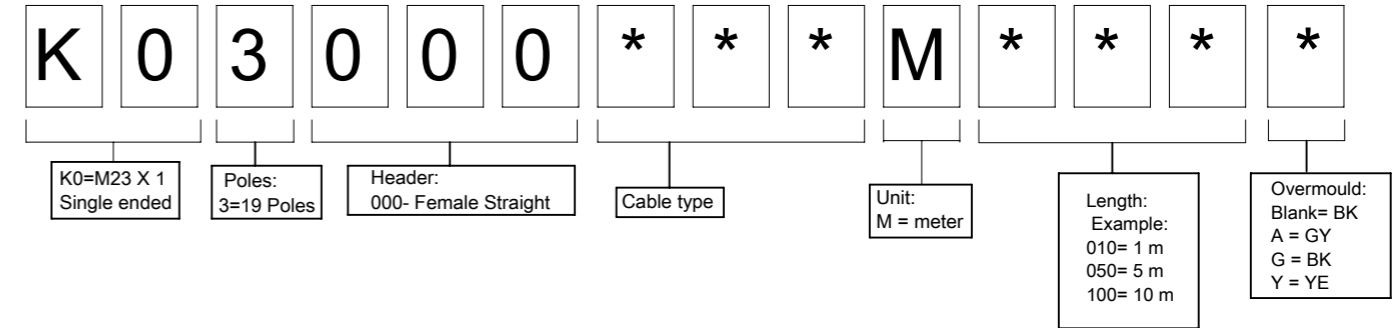 K 0 3 0 0 0 * * * M * * * *
K0=M23 X 1
Single ended
Poles:
3=19 Poles
Header:
000- Female Straight
Cable type
Unit:
M = meter
Length:
Example:
010= 1 m
050= 5 m
100= 10 m
Overmould:
Blank= BK
A = GY
G = BK
Y = YE